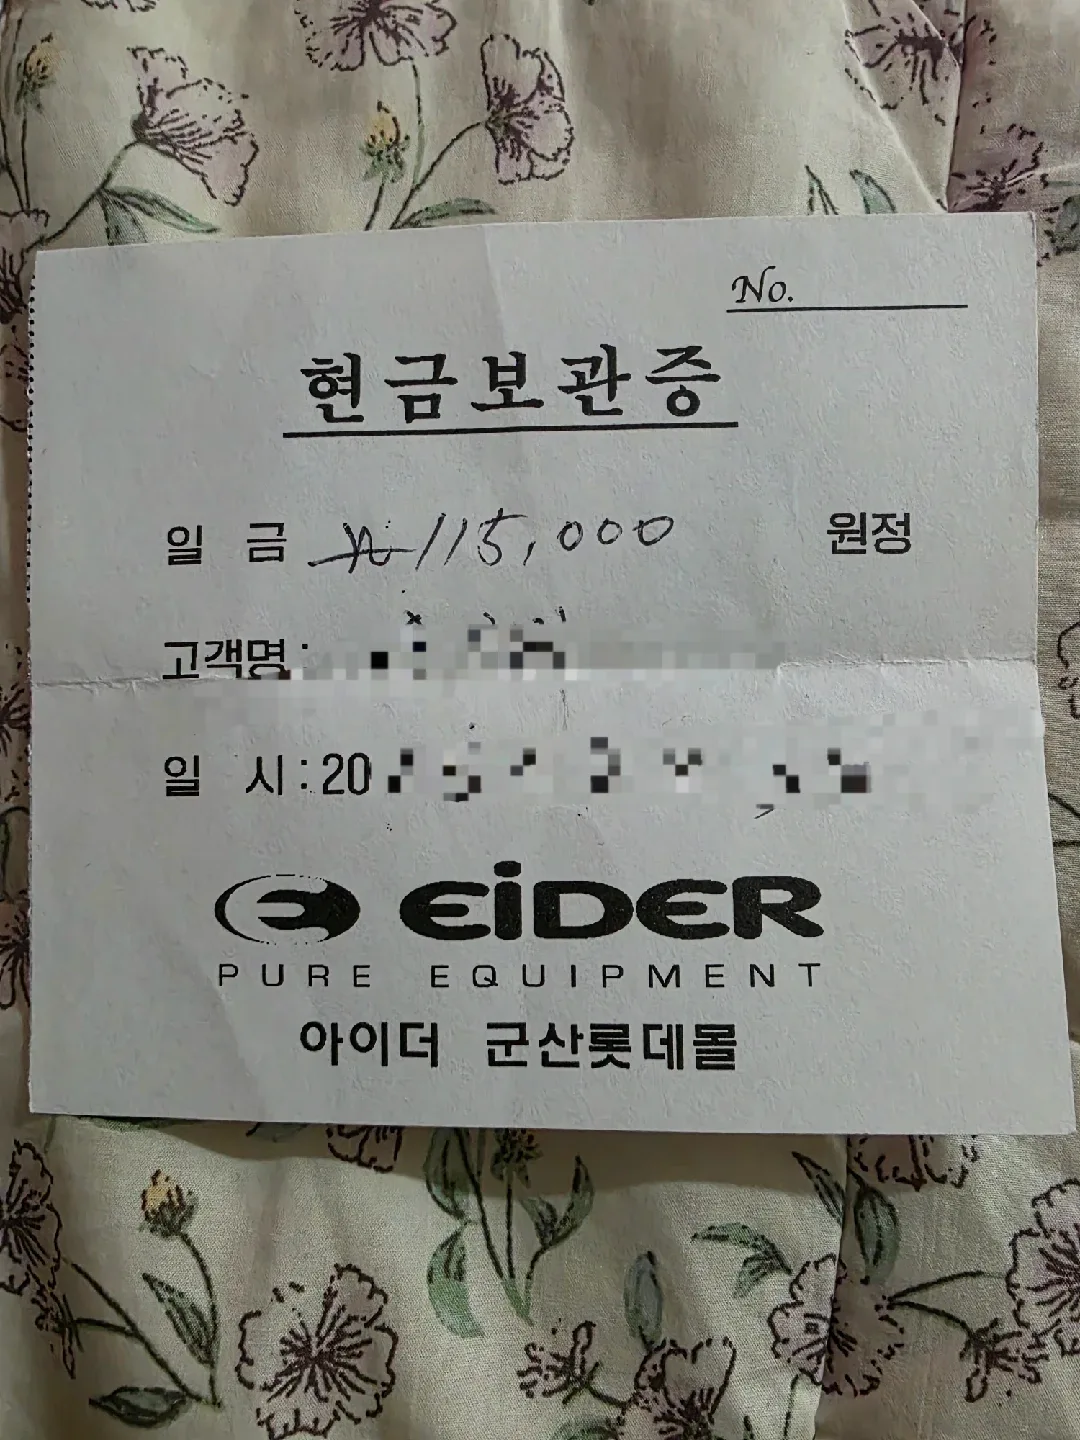 No.
현금보관증
일 금 ₩115,000 원정
고객명 :
일 시 : 20
EiDER
PURE EQUIPMENT
아이더 군산롯데몰